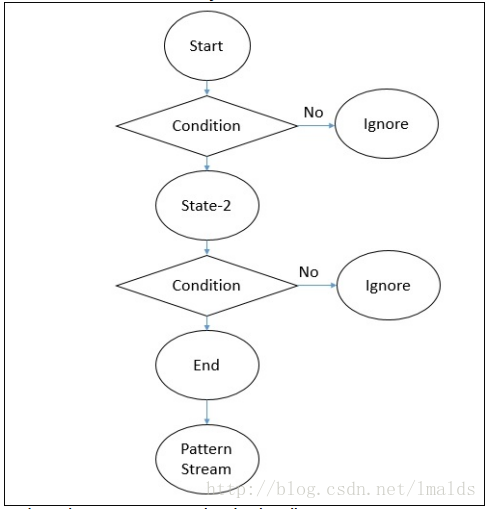 Start
Condition
No
Ignore
State-2
Condition
No
Ignore
End
Pattern
Stream
http://blog.csdn.net/lmalds